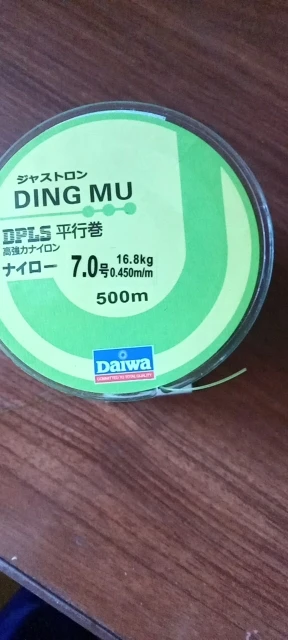 ジャストロン
DING MU
DPLS 平行巻
高強力ナイロン
ナイロー 7.0号 16.8kg
0.450m/m
500m
Daiwa